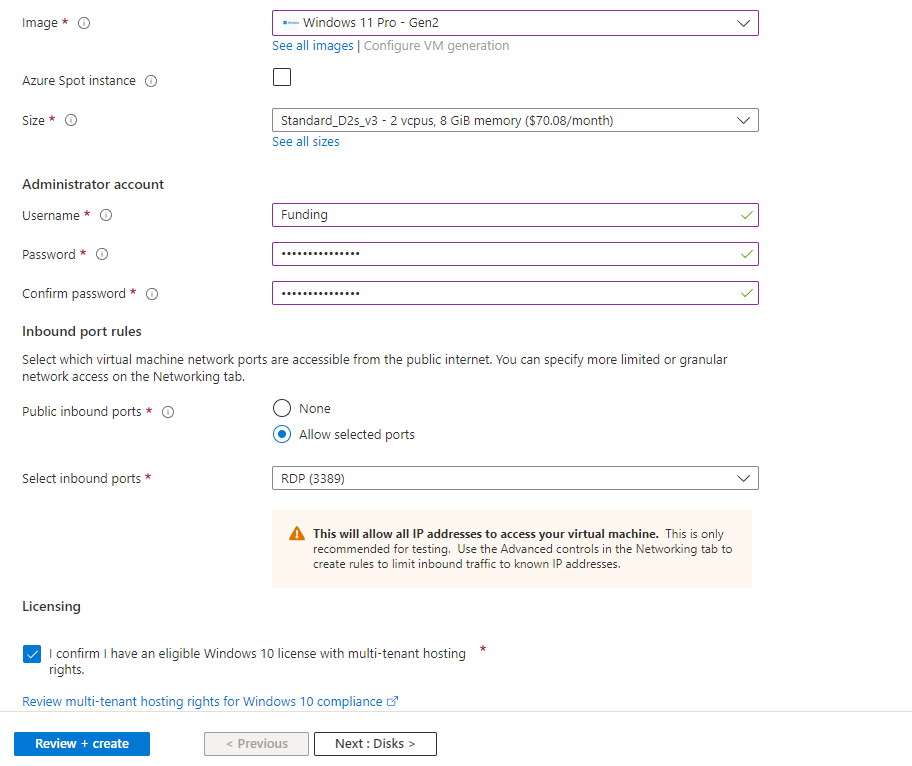 Image *
Windows 11 Pro - Gen2
See all images | Configure VM generation
Azure Spot instance
Size *
Standard_D2s_v3 - 2 vcpus, 8 GiB memory ($70.08/month)
See all sizes
Administrator account
Username *
Funding
Password *
•••••••••••••••
Confirm password *
•••••••••••••••
Inbound port rules
Select which virtual machine network ports are accessible from the public internet. You can specify more limited or granular
network access on the Networking tab.
Public inbound ports *
None
Allow selected ports
Select inbound ports *
RDP (3389)
This will allow all IP addresses to access your virtual machine. This is only
recommended for testing. Use the Advanced controls in the Networking tab to
create rules to limit inbound traffic to known IP addresses.
Licensing
I confirm I have an eligible Windows 10 license with multi-tenant hosting *
rights.
Review multi-tenant hosting rights for Windows 10 compliance
Review + create
< Previous
Next : Disks >